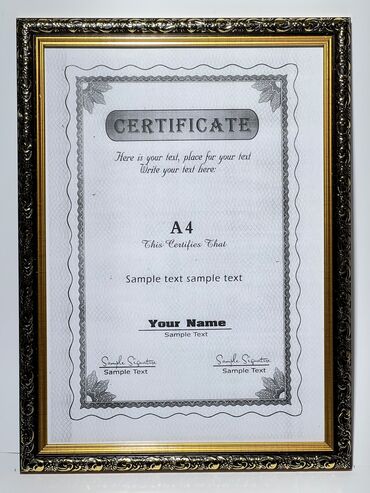 CERTIFICATE
Here is your text, place for your text
Write your text here:
A4
This Certifies That
Sample text sample text
Your Name
Sample Text
Sample Signature Sample Signature
Sample Text Sample Text